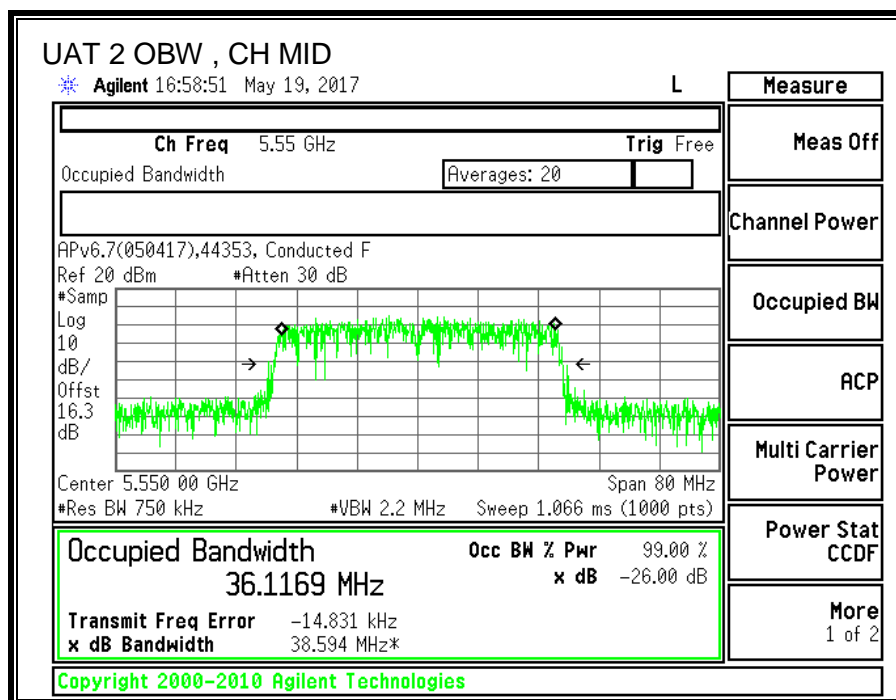 UAT 2 OBW , CH MID
Agilent 16:58:51 May 19, 2017 L
Measure
Ch Freq 5.55 GHz Trig Free
Meas Off
Occupied Bandwidth Averages: 20
Channel Power
APv6.7(050417),44353, Conducted F
Ref 20 dBm #Atten 30 dB
#Samp
Log
10
dB/
Offst
16.3
dB
Occupied BW
ACP
Center 5.550 00 GHz Span 80 MHz
#Res BW 750 kHz #VBW 2.2 MHz Sweep 1.066 ms (1000 pts)
Multi Carrier
Power
Occupied Bandwidth Occ BW % Pwr 99.00 %
36.1169 MHz x dB -26.00 dB
Transmit Freq Error -14.831 kHz
x dB Bandwidth 38.594 MHz*
Power Stat
CCDF
More
1 of 2
Copyright 2000-2010 Agilent Technologies